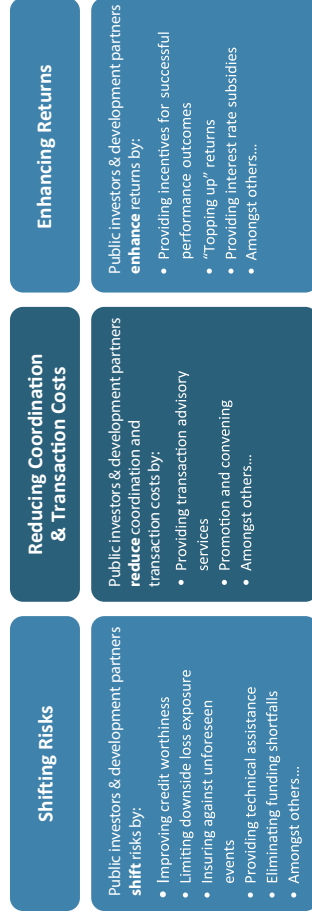 Shifting Risks
Public investors & development partners
shift risks by:
• Improving credit worthiness
• Limiting downside loss exposure
• Insuring against unforeseen
events
• Providing technical assistance
• Eliminating funding shortfalls
• Amongst others...
Reducing Coordination
& Transaction Costs
Public investors & development partners
reduce coordination and
transaction costs by:
• Providing transaction advisory
services
• Promotion and convening
• Amongst others...
Enhancing Returns
Public investors & development partners
enhance returns by:
• Providing incentives for successful
performance outcomes
• “Topping up” returns
• Providing interest rate subsidies
• Amongst others...